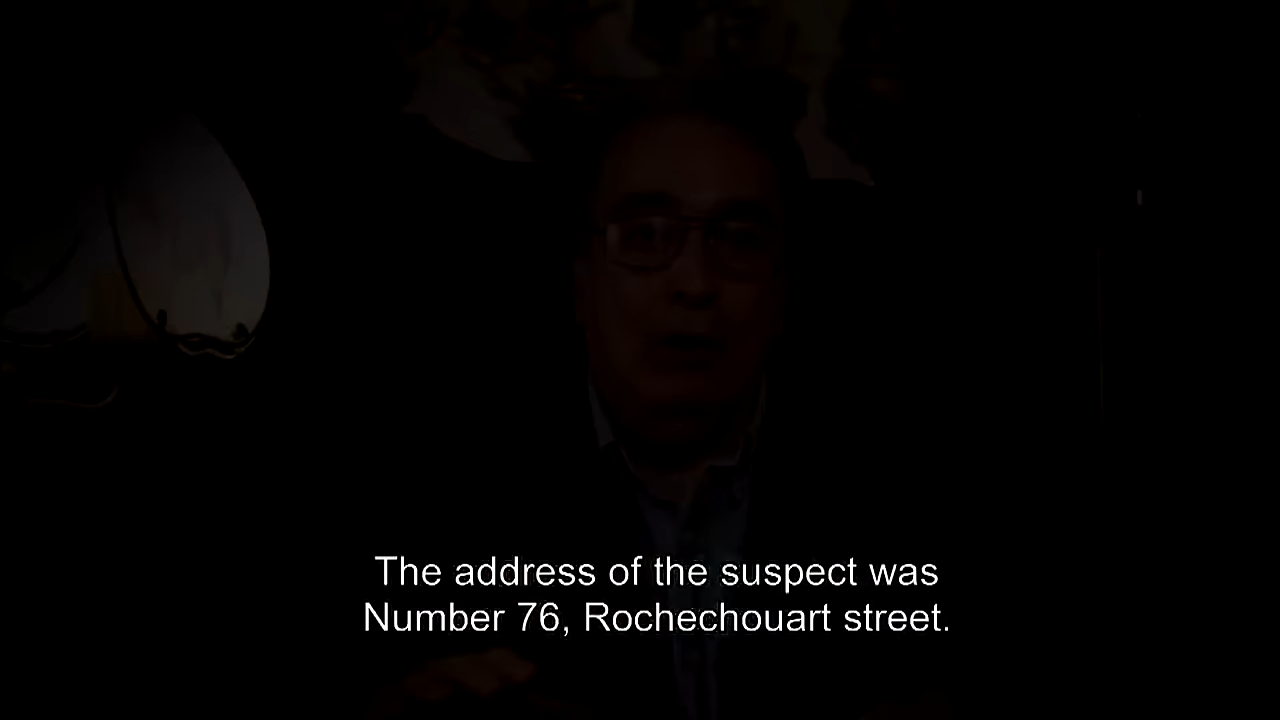 The address of the suspect was
Number 76, Rochechouart street.